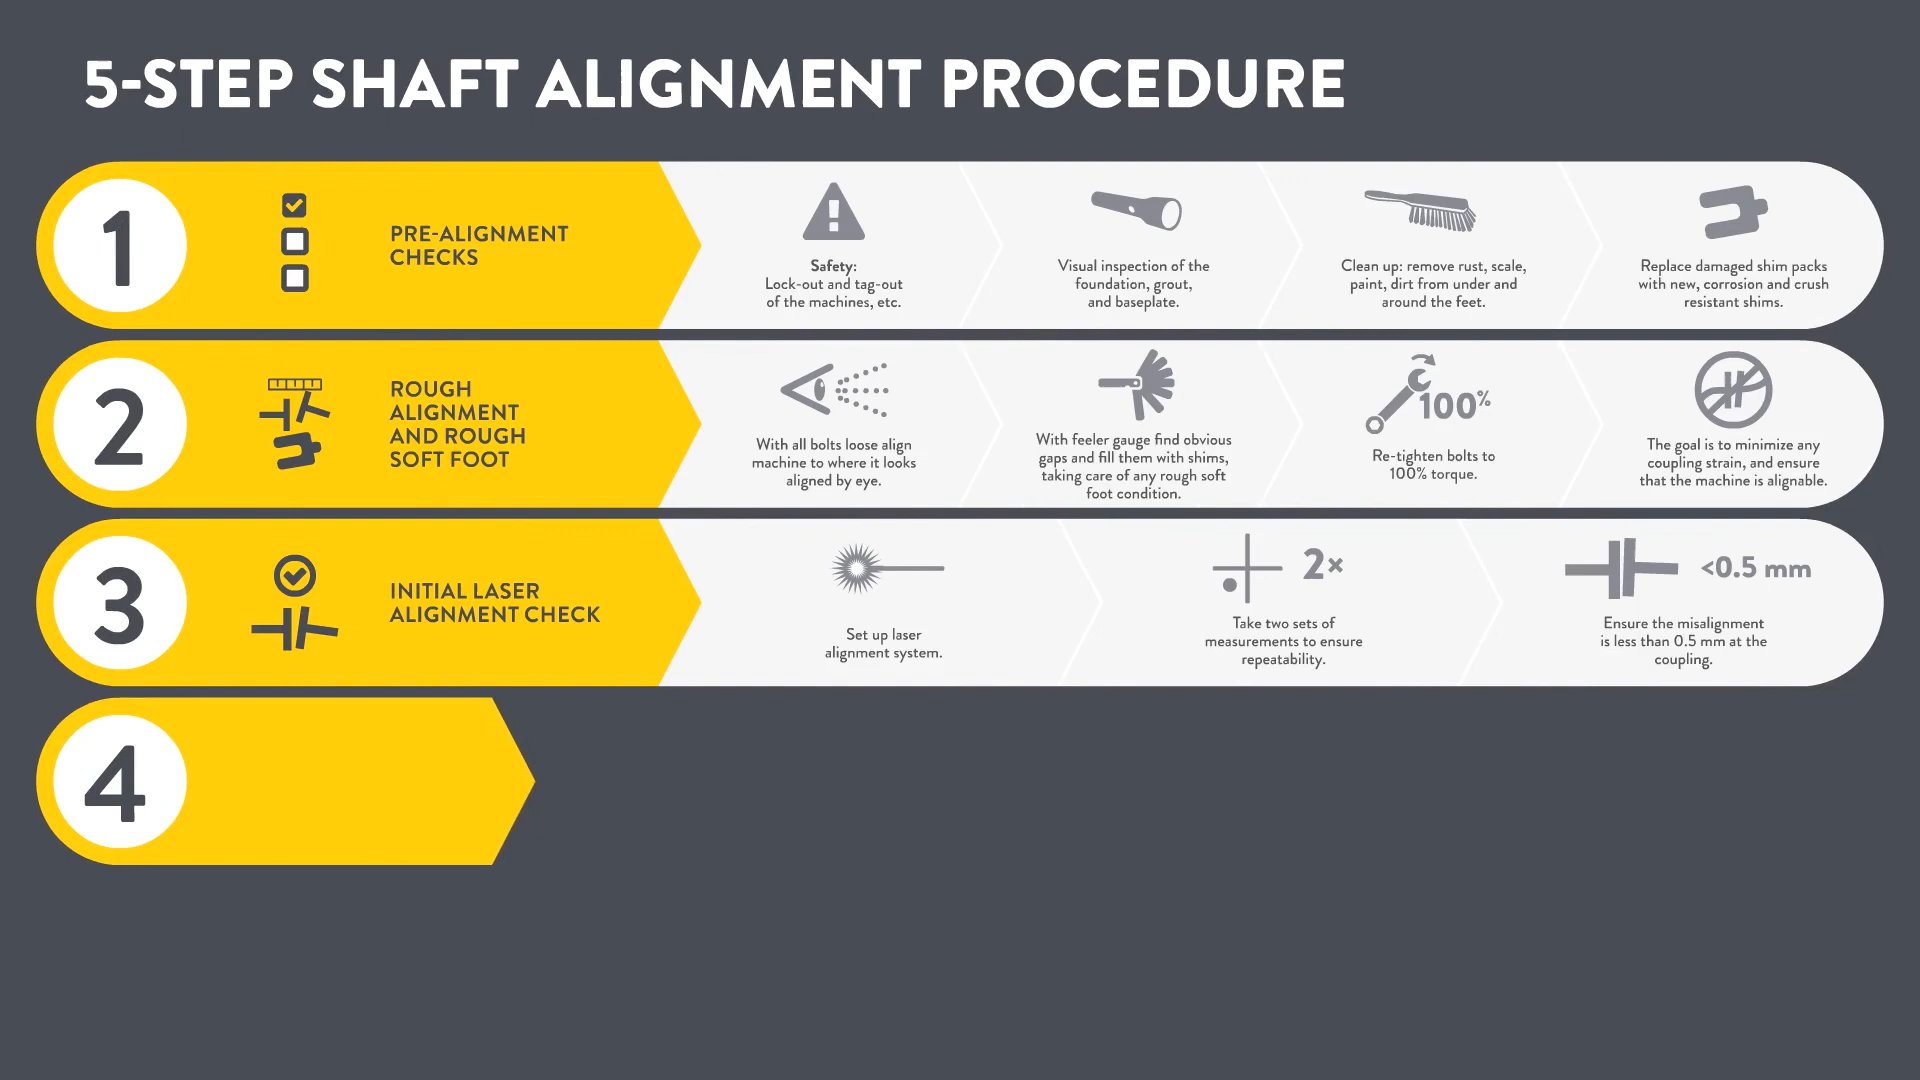 5-STEP SHAFT ALIGNMENT PROCEDURE
1
PRE-ALIGNMENT
CHECKS
Safety:
Lock-out and tag-out
of the machines, etc.
Visual inspection of the
foundation, grout,
and baseplate.
Clean up: remove rust, scale,
paint, dirt from under and
around the feet.
Replace damaged shim packs
with new, corrosion and crush
resistant shims.
2
ROUGH
ALIGNMENT
AND ROUGH
SOFT FOOT
With all bolts loose align
machine to where it looks
aligned by eye.
With feeler gauge find obvious
gaps and fill them with shims,
taking care of any rough soft
foot condition.
100%
Re-tighten bolts to
100% torque.
The goal is to minimize any
coupling strain, and ensure
that the machine is alignable.
3
INITIAL LASER
ALIGNMENT CHECK
Set up laser
alignment system.
2×
Take two sets of
measurements to ensure
repeatability.
<0.5 mm
Ensure the misalignment
is less than 0.5 mm at the
coupling.
4